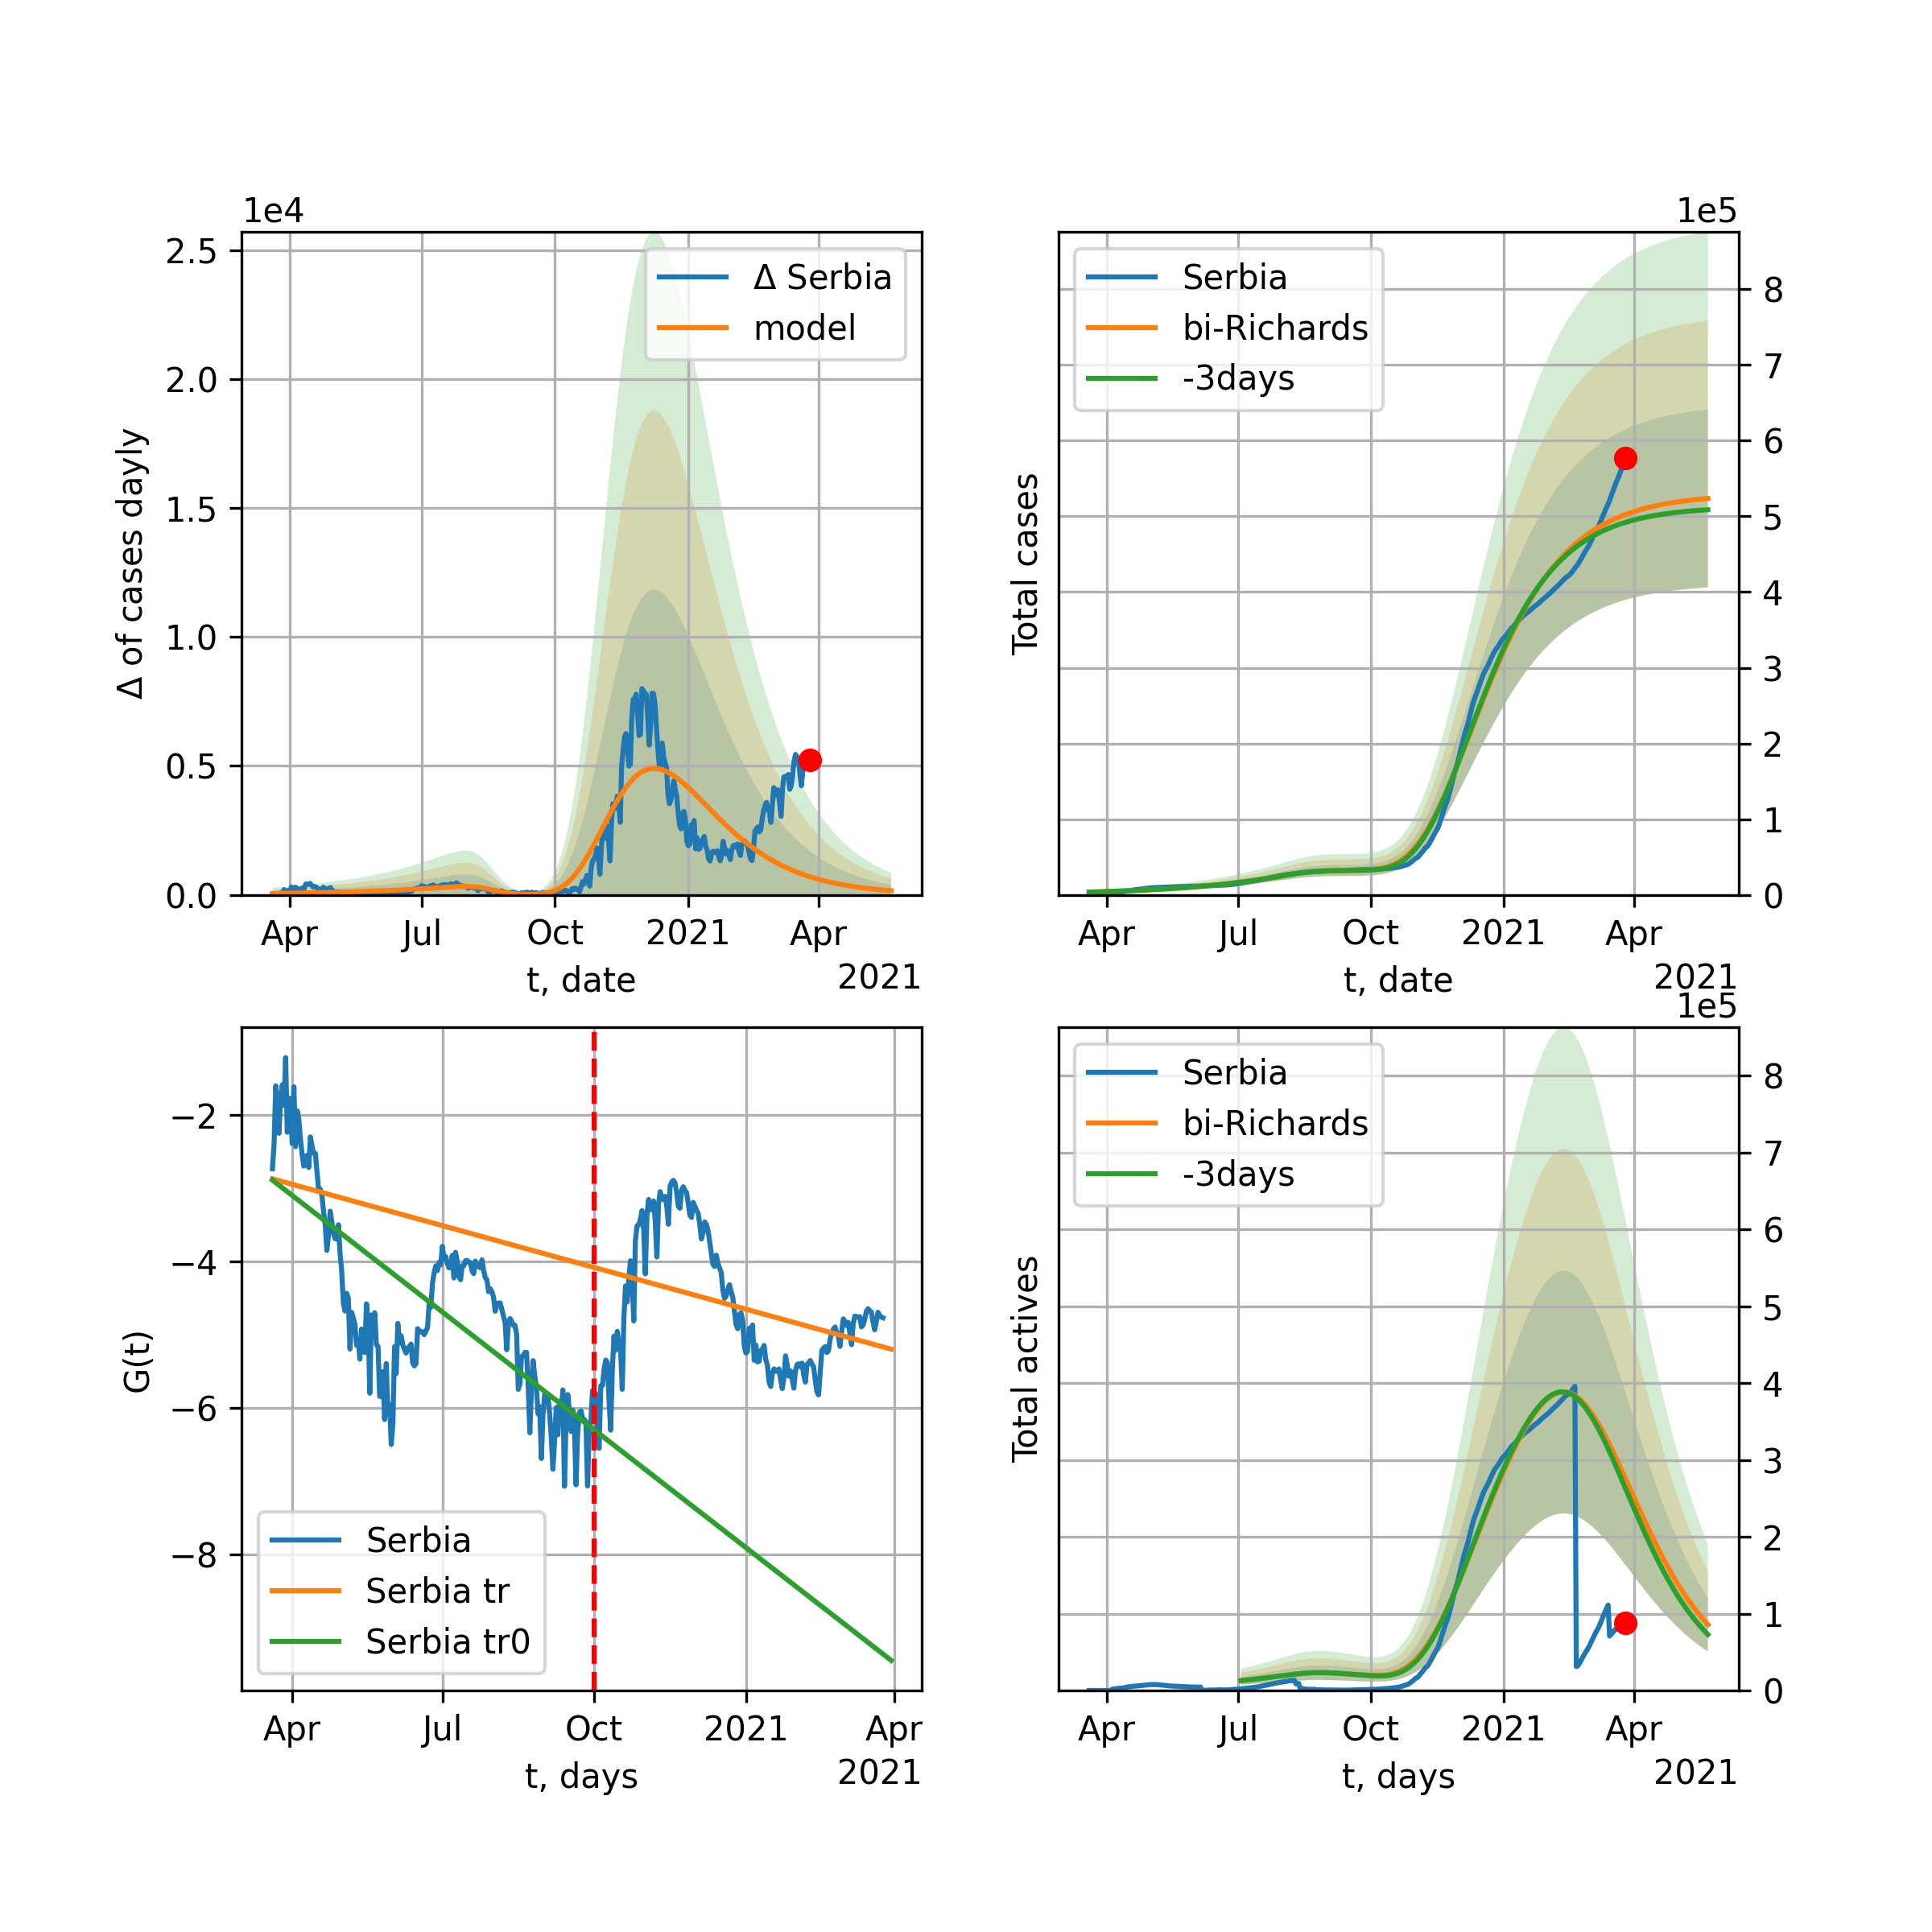 1e4
2.5
2.0
1.5
1.0
0.5
0.0
Δ of cases dayly
Δ Serbia
model
Apr Jul Oct 2021 Apr
t, date
2021
1e5
Serbia
bi-Richards
-3days
Total cases
8
7
6
5
4
3
2
1
0
Apr Jul Oct 2021 Apr
t, date
2021
−2
−4
−6
−8
G(t)
Serbia
Serbia tr
Serbia tr0
Apr Jul Oct 2021 Apr
t, days
2021
1e5
Serbia
bi-Richards
-3days
Total actives
8
7
6
5
4
3
2
1
0
Apr Jul Oct 2021 Apr
t, days
2021